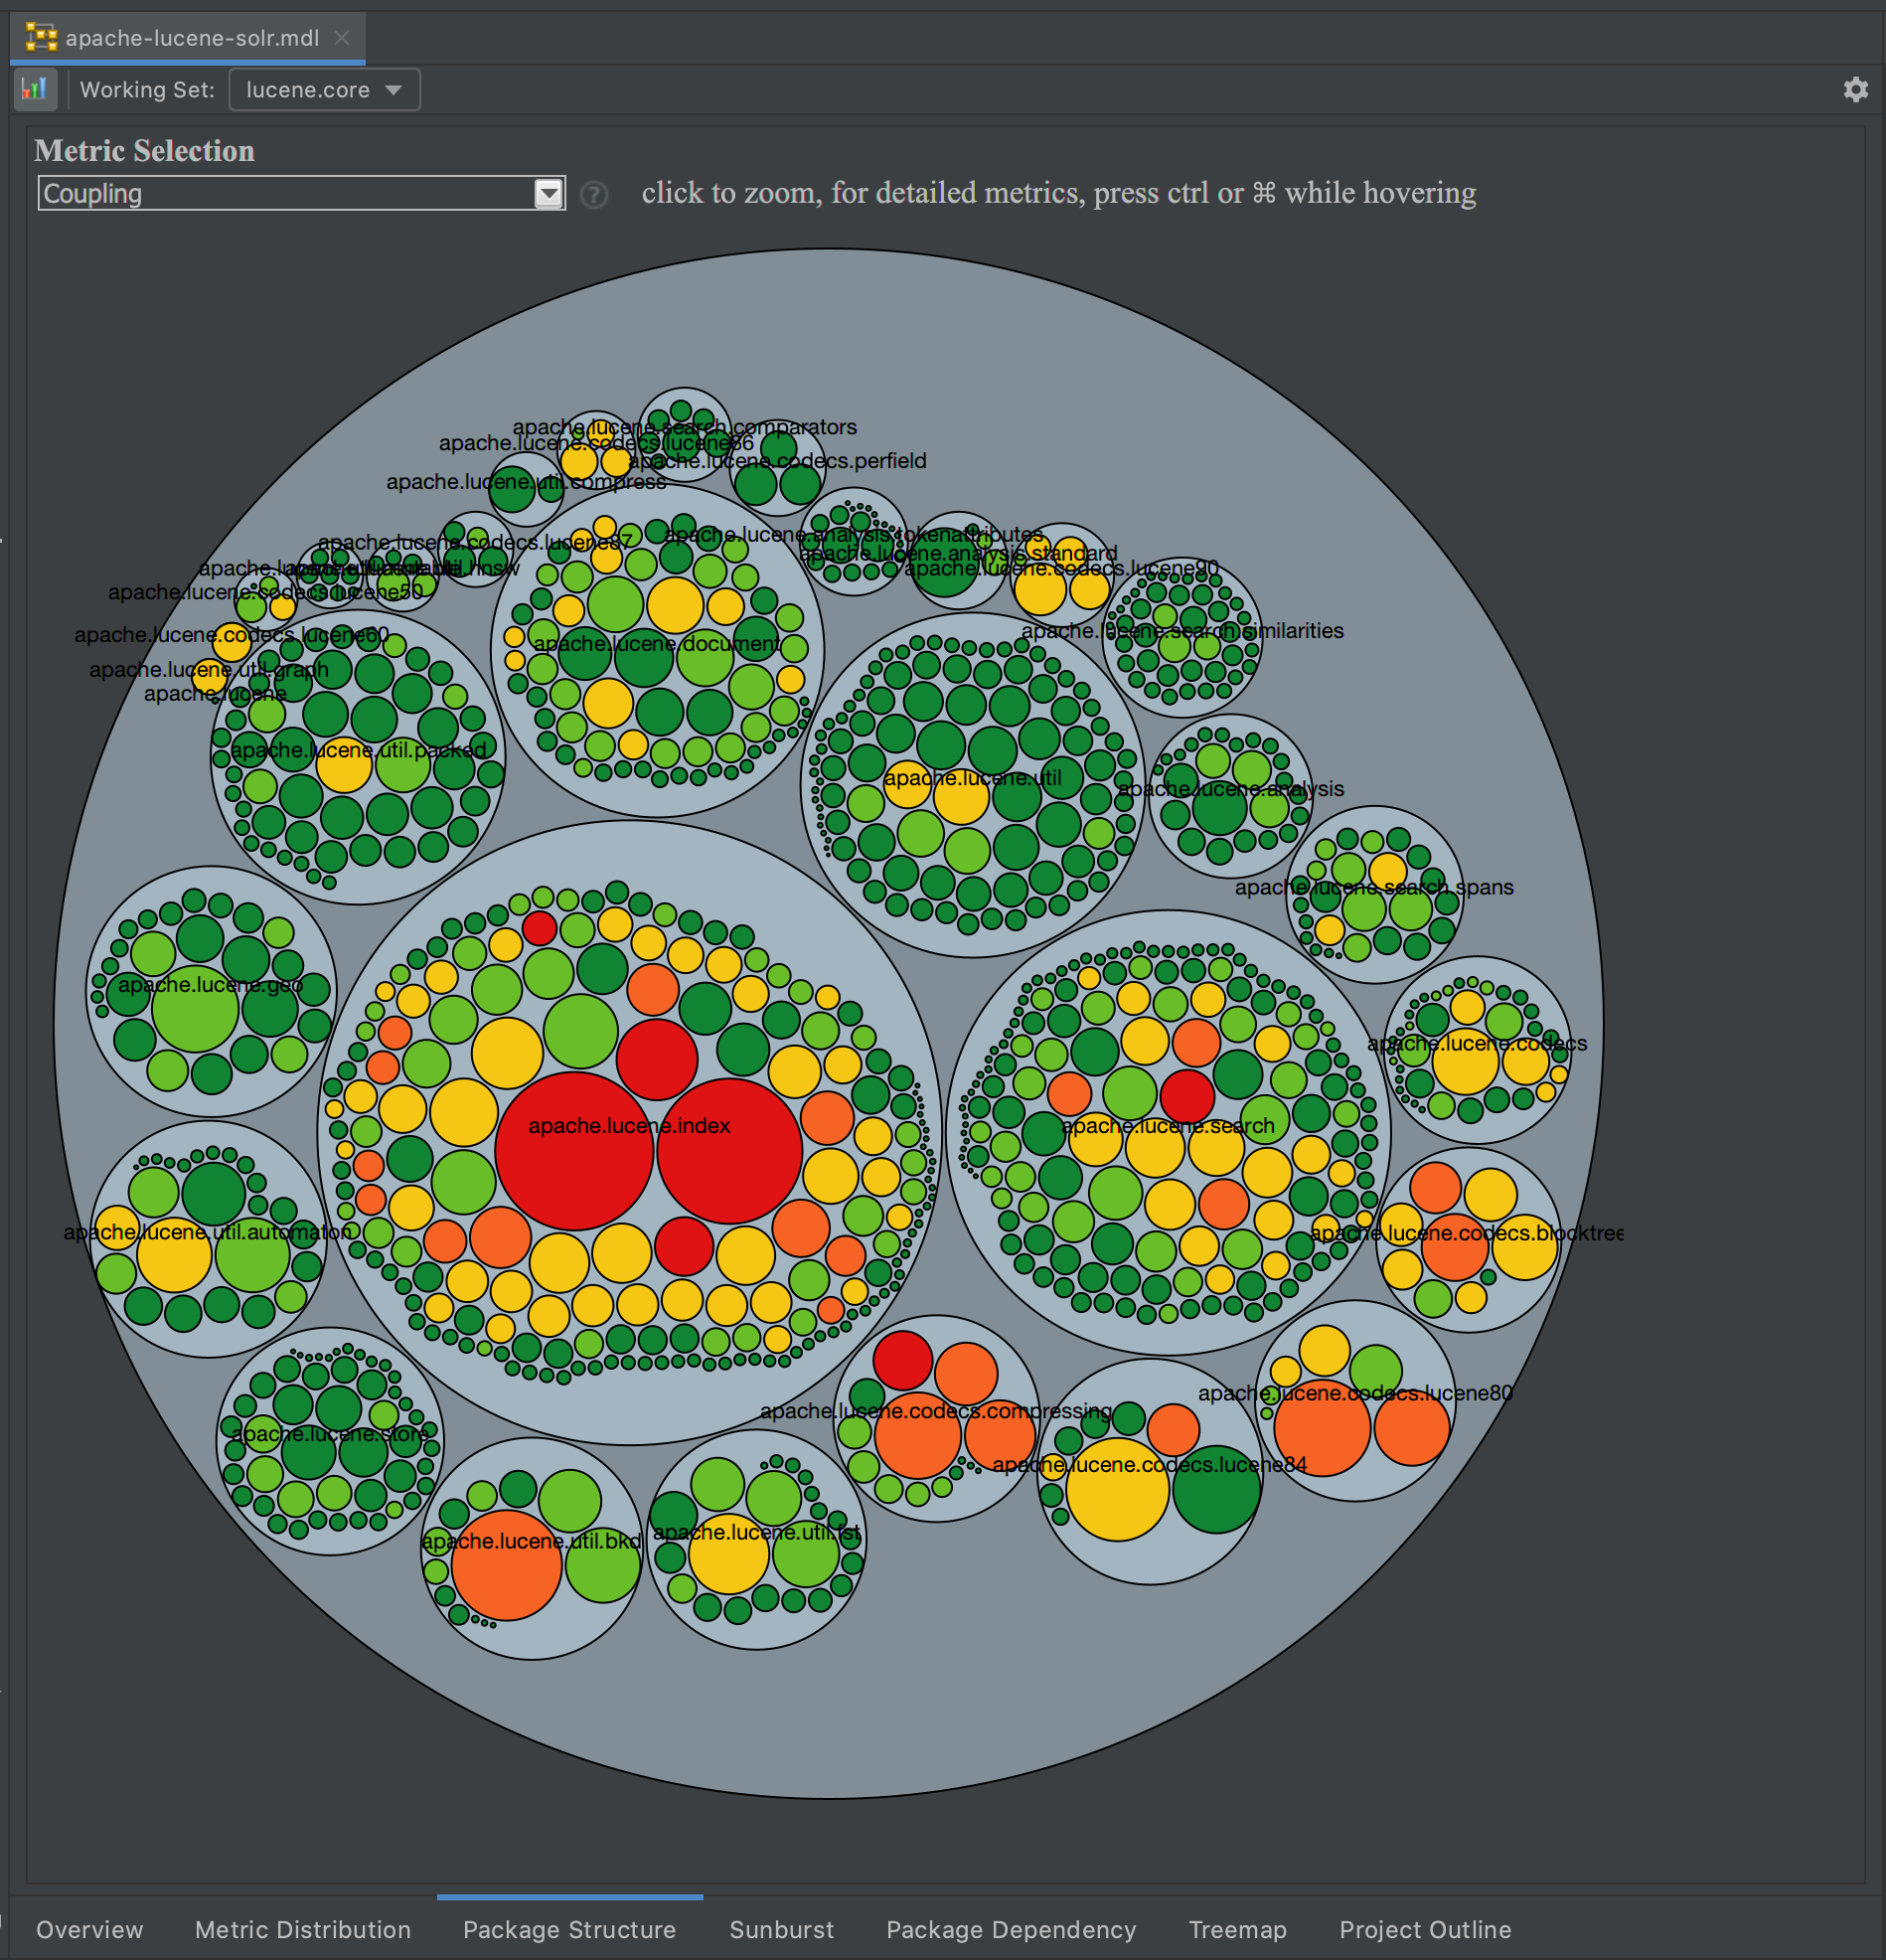 apache-lucene-solr.mdl
Working Set: lucene.core
Metric Selection
Coupling
? click to zoom, for detailed metrics, press ctrl or ⌘ while hovering
apache.lucene.search.comparators
apache.lucene.codecs.lucene86
apache.lucene.codecs.perfield
apache.lucene.util.compress
apache.lucene.analysis.tokenattributes
apache.lucene.codecs.lucene87
apache.lucene.analysis.standard
apache.lucene.codecs.lucene90
apache.lucene.codecs.lucene50
apache.lucene.search.similarities
apache.lucene.codecs.lucene60
apache.lucene.document
apache.lucene.util.graph
apache.lucene
apache.lucene.util.packed
apache.lucene.util
apache.lucene.analysis
apache.lucene.search.spans
apache.lucene.geo
apache.lucene.codecs
apache.lucene.index
apache.lucene.search
apache.lucene.util.automaton
apache.lucene.codecs.blocktree
apache.lucene.codecs.lucene80
apache.lucene.codecs.compressing
apache.lucene.store
apache.lucene.codecs.lucene84
apache.lucene.util.fst
apache.lucene.util.bkd
Overview Metric Distribution Package Structure Sunburst Package Dependency Treemap Project Outline